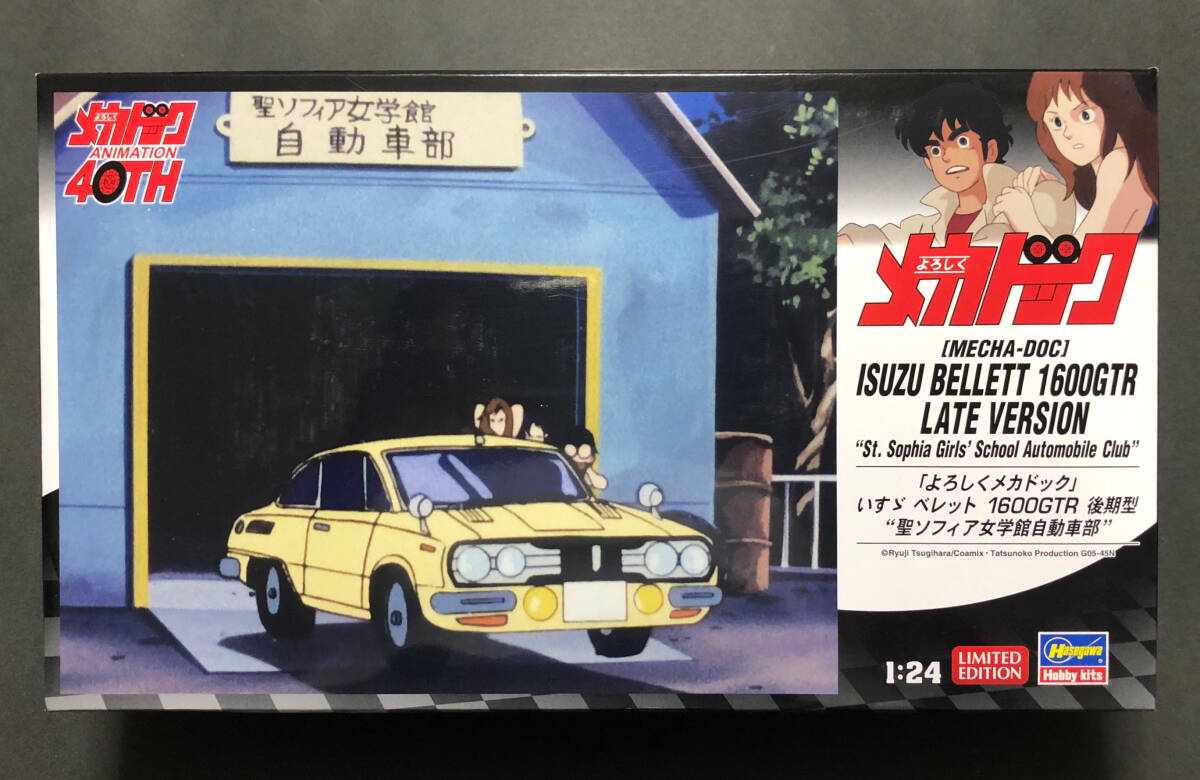 よろしく
メカドック
ANIMATION
40TH
聖ソフィア女学館
自動車部
よろしく
メカドック
[MECHA-DOC]
ISUZU BELLETT 1600GTR
LATE VERSION
“St. Sophia Girls’ School Automobile Club”
「よろしくメカドック」
いすゞ ベレット 1600GTR 後期型
“聖ソフィア女学館自動車部”
©Ryuji Tsugihara/Coamix・Tatsunoko Production G05-45N
1:24
LIMITED
EDITION
Hasegawa
Hobby kits